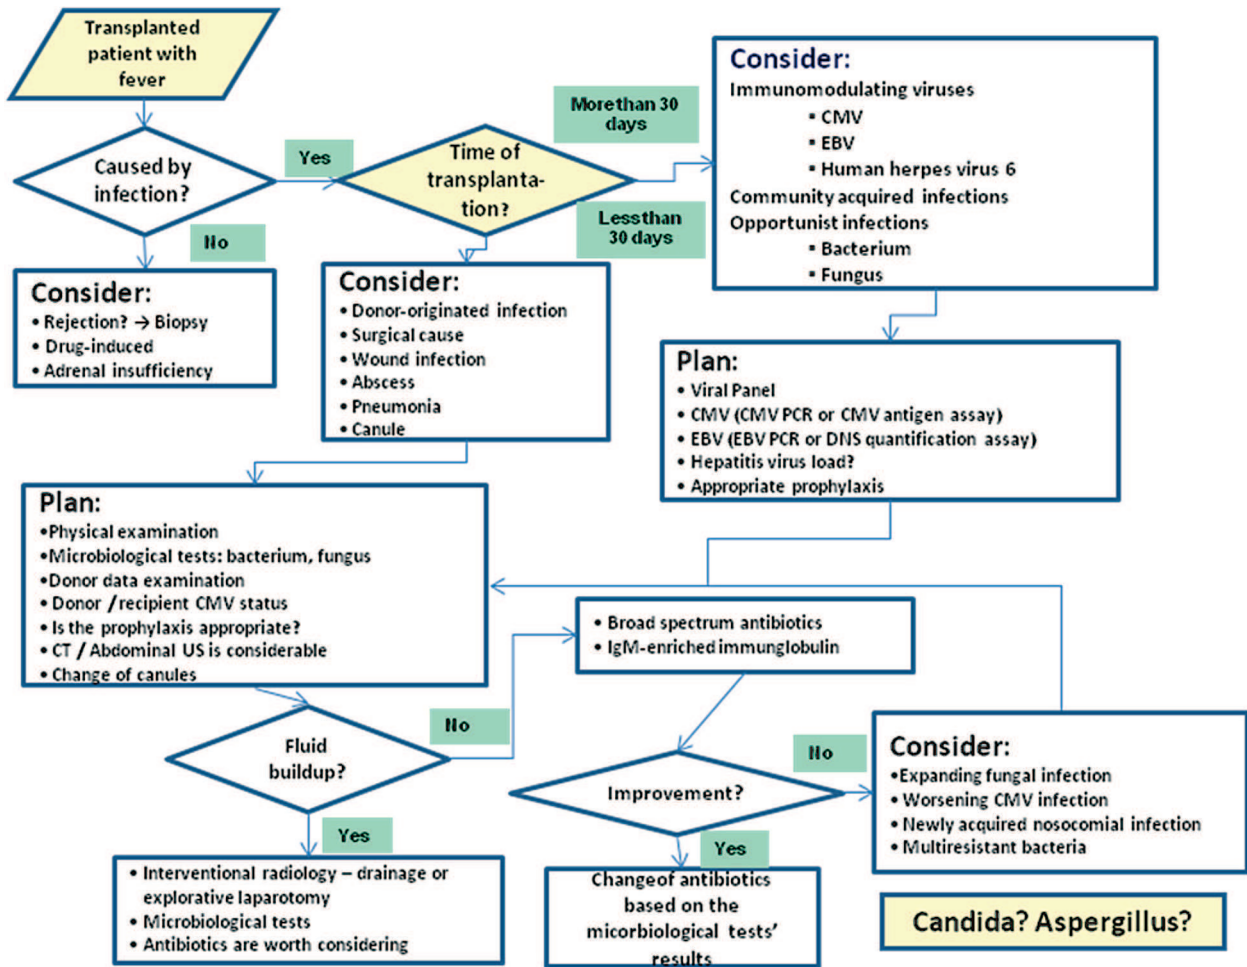 Transplanted
patient with
fever
Caused by
infection?
Yes
No
Consider:
• Rejection? → Biopsy
• Drug-induced
• Adrenal insufficiency
Time of
transplanta-
tion?
Morethan 30
days
Lessthan
30 days
Consider:
• Donor-originated infection
• Surgical cause
• Wound infection
• Abscess
• Pneumonia
• Canule
Consider:
Immunomodulating viruses
▪ CMV
▪ EBV
▪ Human herpes virus 6
Community acquired infections
Opportunist infections
▪ Bacterium
▪ Fungus
Plan:
• Viral Panel
• CMV (CMV PCR or CMV antigen assay)
• EBV (EBV PCR or DNS quantification assay)
• Hepatitis virus load?
• Appropriate prophylaxis
Plan:
•Physical examination
•Microbiological tests: bacterium, fungus
•Donor data examination
•Donor / recipient CMV status
•Is the prophylaxis appropriate?
•CT / Abdominal US is considerable
•Change of canules
Fluid
buildup?
No
Yes
• Interventional radiology – drainage or
explorative laparotomy
• Microbiological tests
• Antibiotics are worth considering
• Broad spectrum antibiotics
• IgM-enriched immunglobulin
Improvement?
No
Yes
Changeof antibiotics
based on the
micorbiological tests'
results
Consider:
•Expanding fungal infection
• Worsening CMV infection
• Newly acquired nosocomial infection
• Multiresistant bacteria
Candida? Aspergillus?